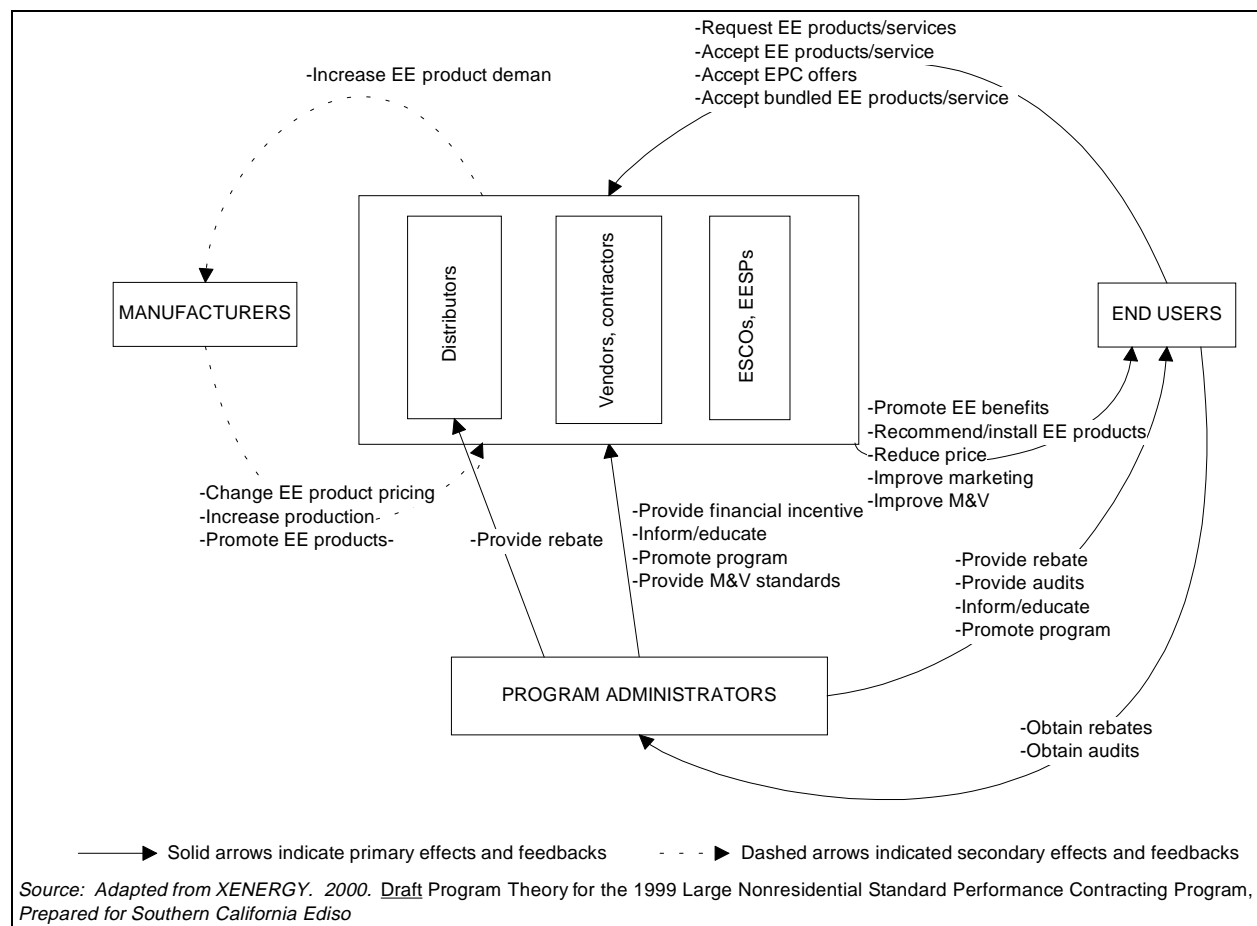 -Request EE products/services
-Accept EE products/service
-Accept EPC offers
-Accept bundled EE products/service
-Increase EE product deman
MANUFACTURERS
Distributors
Vendors, contractors
ESCOs, EESPs
END USERS
-Promote EE benefits
-Recommend/install EE products
-Reduce price
-Improve marketing
-Improve M&V
-Change EE product pricing
-Increase production-
-Promote EE products-
-Provide rebate
-Provide financial incentive
-Inform/educate
-Promote program
-Provide M&V standards
-Provide rebate
-Provide audits
-Inform/educate
-Promote program
PROGRAM ADMINISTRATORS
-Obtain rebates
-Obtain audits
Solid arrows indicate primary effects and feedbacks
Dashed arrows indicated secondary effects and feedbacks
Source: Adapted from XENERGY. 2000. Draft Program Theory for the 1999 Large Nonresidential Standard Performance Contracting Program,
Prepared for Southern California Ediso